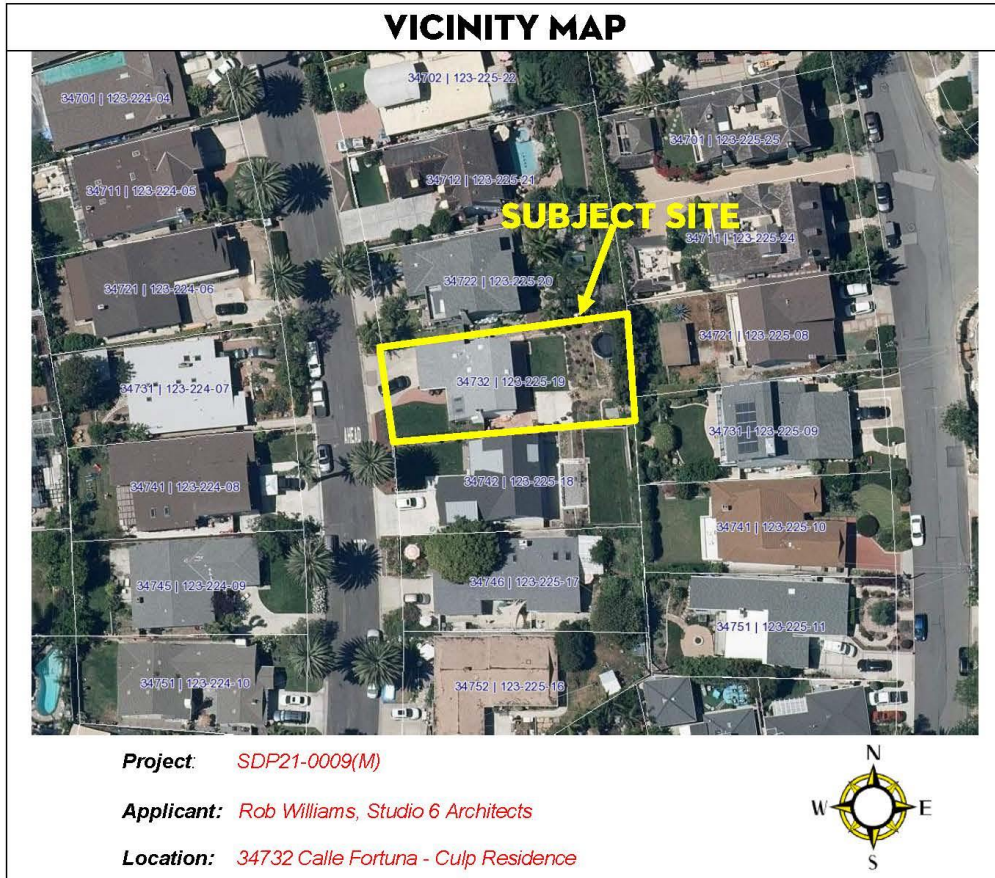 VICINITY MAP
34701 | 123-224-04
34702 | 123-225-22
34701 | 123-225-25
34711 | 123-224-05
34712 | 123-225-21
SUBJECT SITE
34711 | 123-225-24
34721 | 123-224-06
34722 | 123-225-20
34721 | 123-225-08
34731 | 123-224-07
34732 | 123-225-19
34731 | 123-225-09
AHEAD
34741 | 123-224-08
34742 | 123-225-18
34741 | 123-225-10
34745 | 123-224-09
34746 | 123-225-17
34751 | 123-225-11
34751 | 123-224-10
34752 | 123-225-16
Project: SDP21-0009(M)
Applicant: Rob Williams, Studio 6 Architects
Location: 34732 Calle Fortuna - Culp Residence
N
W E
S